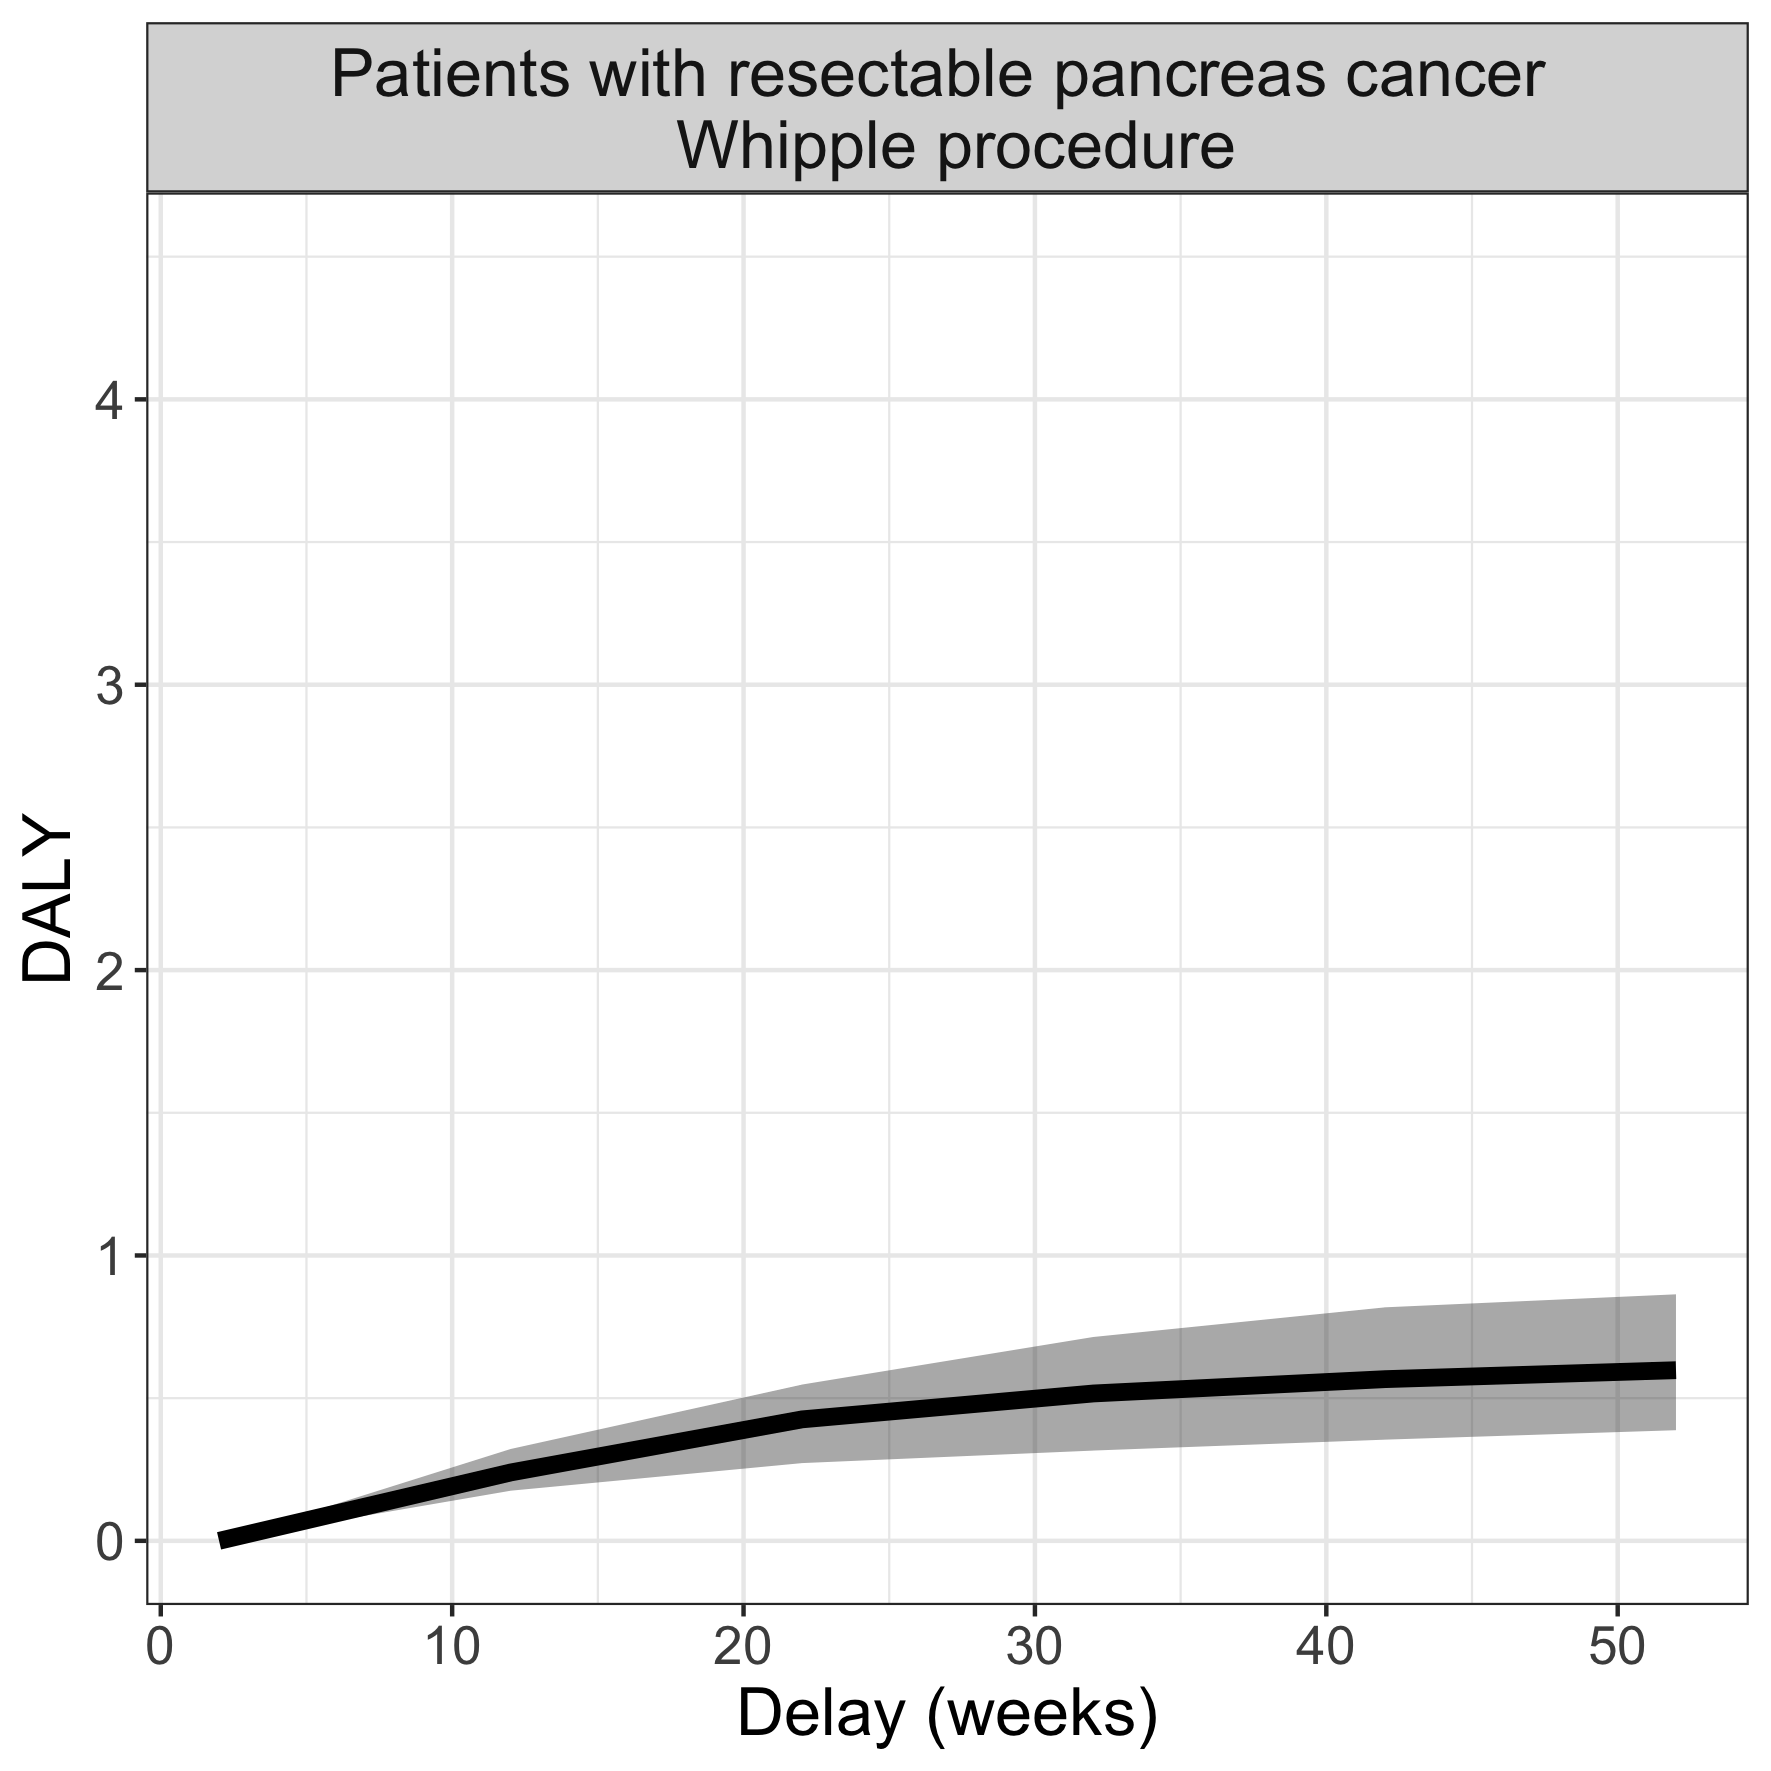 Patients with resectable pancreas cancer
Whipple procedure
4
3
2
1
0
DALY
0 10 20 30 40 50
Delay (weeks)